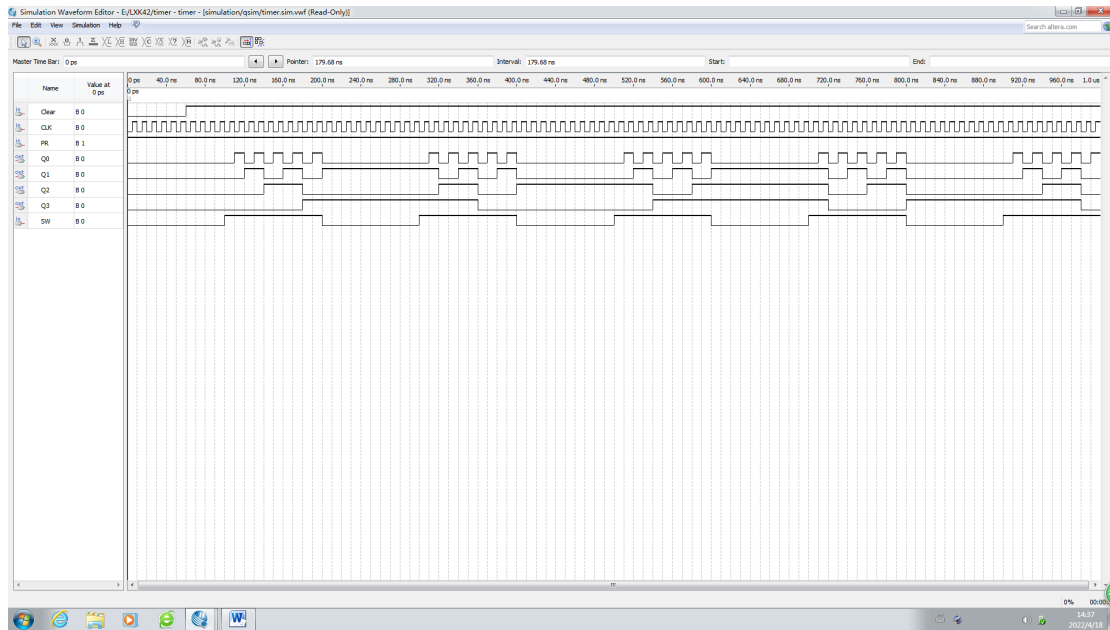 Simulation Waveform Editor - E:/LXK42/timer - timer - [simulation/qsim/timer.sim.vwf (Read-Only)]
File Edit View Simulation Help
Search altera.com
Master Time Bar: 0 ps Pointer: 179.68 ns Interval: 179.68 ns Start: End:
Name Value at 0 ps
0 ps 40.0 ns 80.0 ns 120.0 ns 160.0 ns 200.0 ns 240.0 ns 280.0 ns 320.0 ns 360.0 ns 400.0 ns 440.0 ns 480.0 ns 520.0 ns 560.0 ns 600.0 ns 640.0 ns 680.0 ns 720.0 ns 760.0 ns 800.0 ns 840.0 ns 880.0 ns 920.0 ns 960.0 ns 1.0 us
0 ps
Clear B 0
CLK B 0
PR B 1
Q0 B 0
Q1 B 0
Q2 B 0
Q3 B 0
SW B 0
0% 00:00:
14:37
2022/4/18